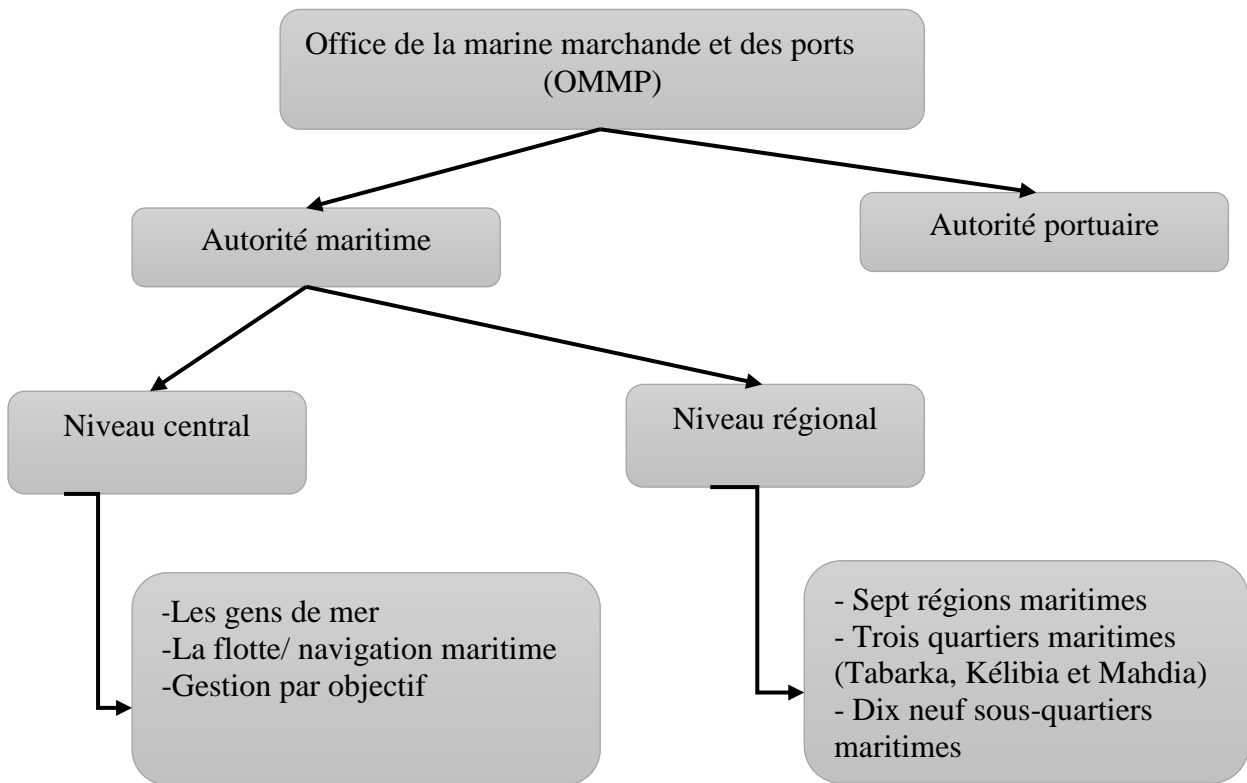 Office de la marine marchande et des ports
(OMMP)
Autorité maritime
Autorité portuaire
Niveau central
Niveau régional
-Les gens de mer
-La flotte/ navigation maritime
-Gestion par objectif
- Sept régions maritimes
- Trois quartiers maritimes
(Tabarka, Kélibia et Mahdia)
- Dix neuf sous-quartiers
maritimes